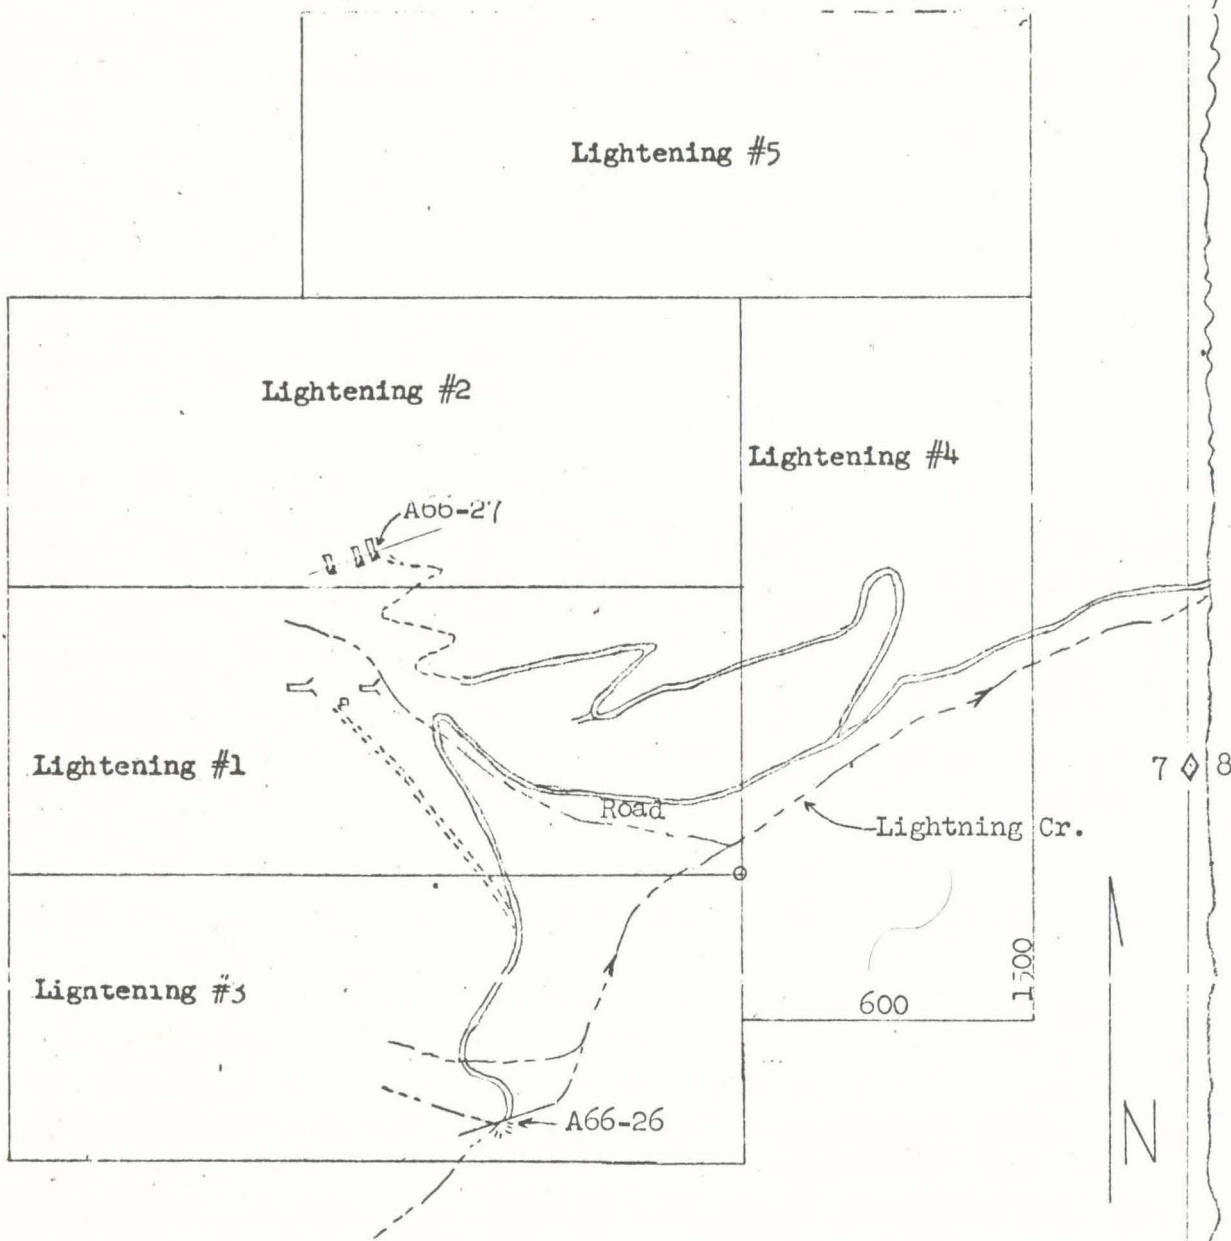 Lightening #5
Lightening #2
Lightening #4
A66-27
Lightening #1
7 8
Road
Lightning Cr.
Lightening #3
600
1500
A66-26
N